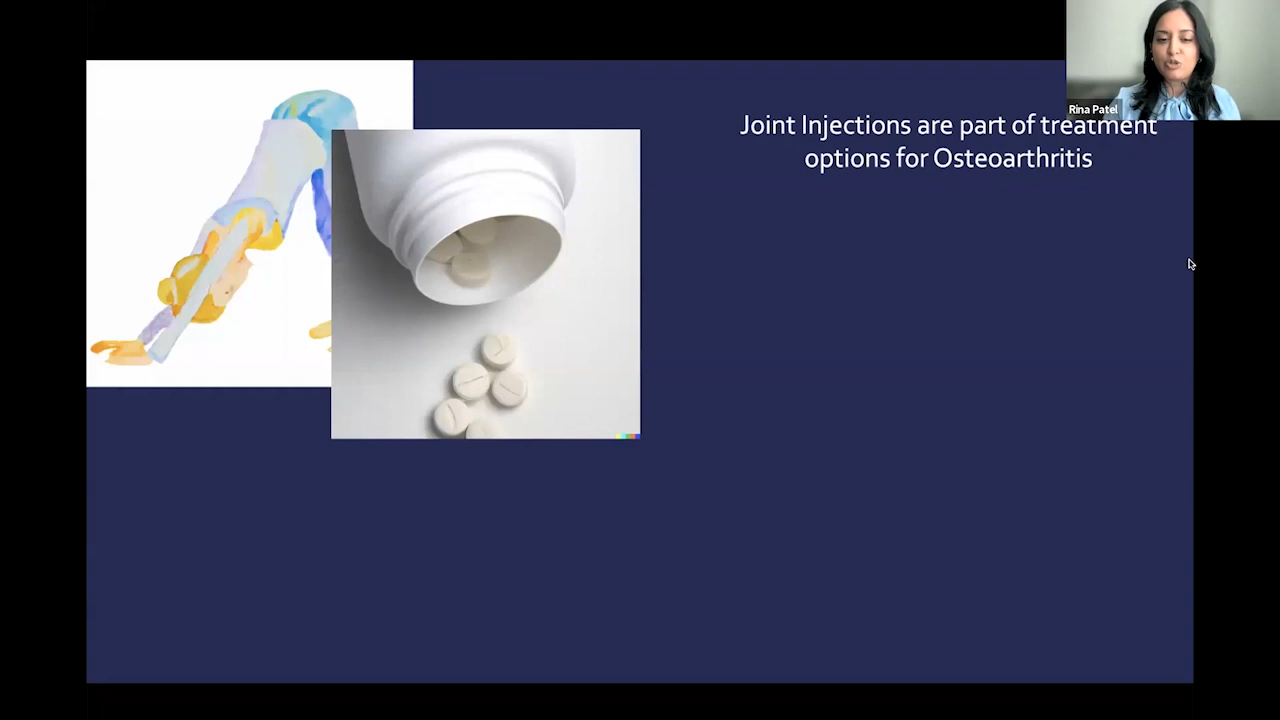 Rina Patel
Joint Injections are part of treatment
options for Osteoarthritis